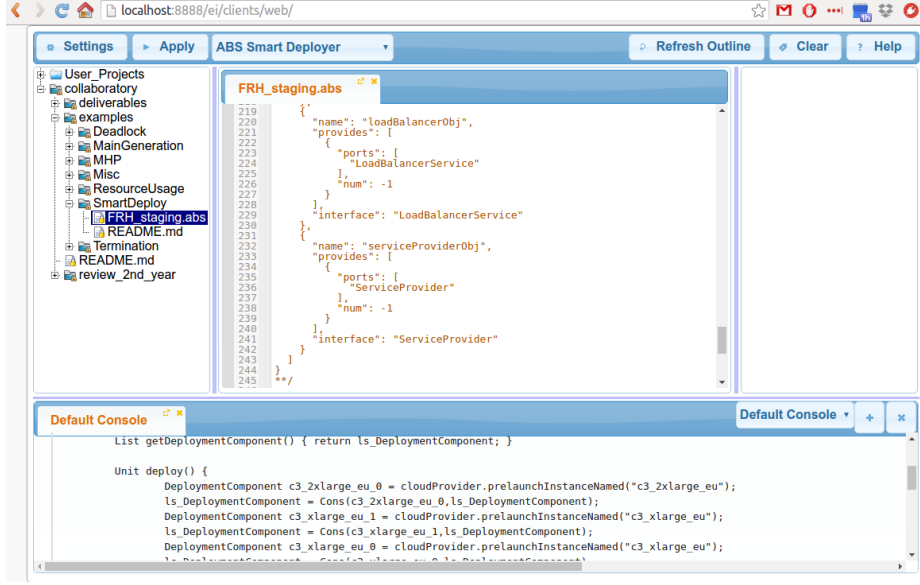 localhost:8888/ei/clients/web/
1h
Settings
Apply
ABS Smart Deployer
Refresh Outline
Clear
? Help
User_Projects
collaboratory
deliverables
examples
Deadlock
MainGeneration
MHP
Misc
ResourceUsage
SmartDeploy
FRH_staging.abs
README.md
Termination
README.md
review_2nd_year
FRH_staging.abs
219 {
220 "name": "loadBalancerObj",
221 "provides": [
222 {
223 "ports": [
224 "LoadBalancerService"
225 ],
226 "num": -1
227 }
228 ],
229 "interface": "LoadBalancerService"
230 },
231 {
232 "name": "serviceProviderObj",
233 "provides": [
234 {
235 "ports": [
236 "ServiceProvider"
237 ],
238 "num": -1
239 }
240 ],
241 "interface": "ServiceProvider"
242 }
243 ]
244 }
245 **/
Default Console
Default Console
List getDeploymentComponent() { return ls_DeploymentComponent; }
Unit deploy() {
DeploymentComponent c3_2xlarge_eu_0 = cloudProvider.prelaunchInstanceNamed("c3_2xlarge_eu");
ls_DeploymentComponent = Cons(c3_2xlarge_eu_0,ls_DeploymentComponent);
DeploymentComponent c3_xlarge_eu_1 = cloudProvider.prelaunchInstanceNamed("c3_xlarge_eu");
ls_DeploymentComponent = Cons(c3_xlarge_eu_1,ls_DeploymentComponent);
DeploymentComponent c3_xlarge_eu_0 = cloudProvider.prelaunchInstanceNamed("c3_xlarge_eu");